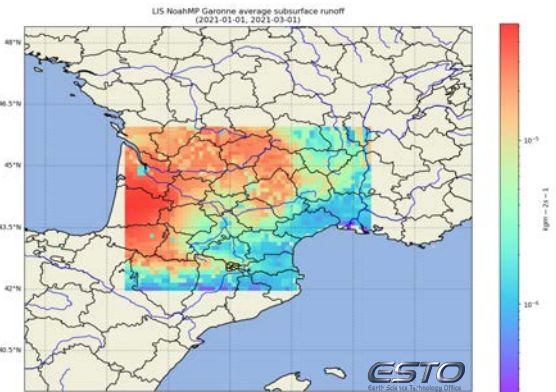 LIS NoahMP Garonne average subsurface runoff
(2021-01-01, 2021-03-01)
48°N
46.5°N
45°N
43.5°N
42°N
40.5°N
10⁻⁵
kgm − 2s − 1
10⁻⁶
ESTO
Earth Science Technology Office